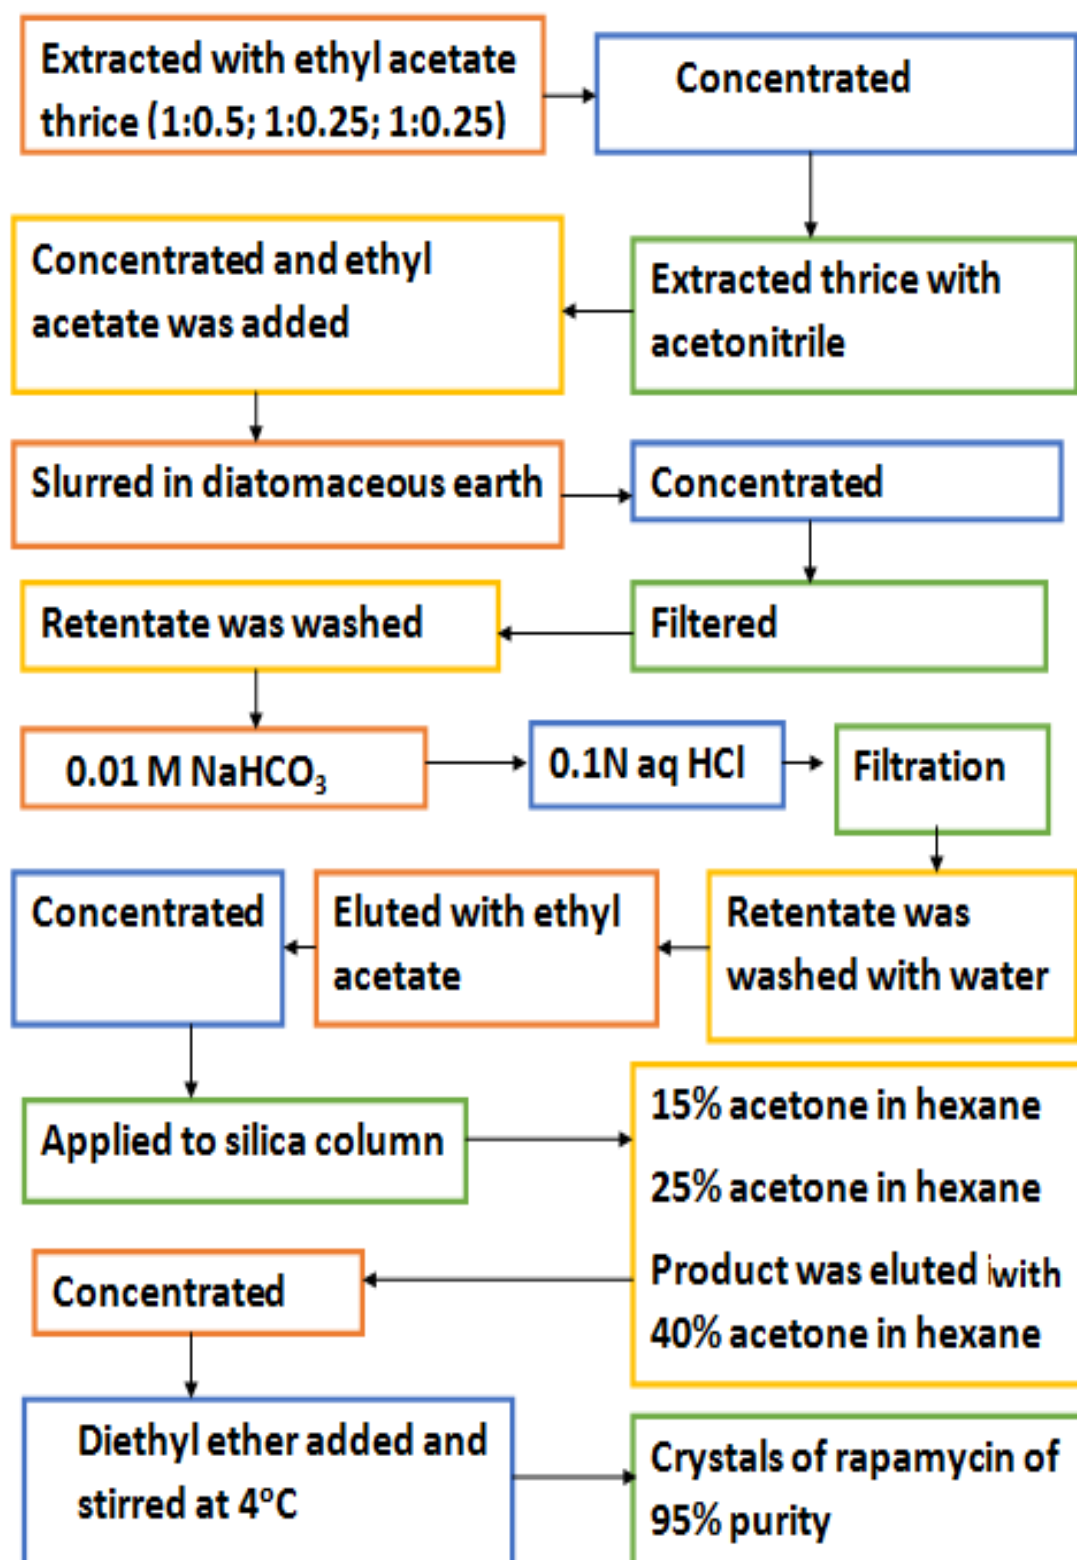 Extracted with ethyl acetate
thrice (1:0.5; 1:0.25; 1:0.25)
Concentrated
Extracted thrice with
acetonitrile
Concentrated and ethyl
acetate was added
Slurred in diatomaceous earth
Concentrated
Filtered
Retentate was washed
0.01 M NaHCO₃
0.1N aq HCl
Filtration
Retentate was
washed with water
Eluted with ethyl
acetate
Concentrated
Applied to silica column
15% acetone in hexane
25% acetone in hexane
Product was eluted with
40% acetone in hexane
Concentrated
Diethyl ether added and
stirred at 4°C
Crystals of rapamycin of
95% purity